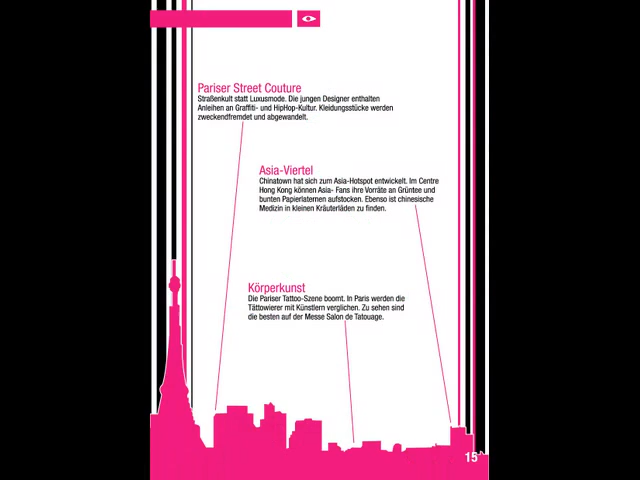 Pariser Street Couture
Straßenkult statt Luxusmode. Die jungen Designer enthalten
Anleihen an Graffiti- und HipHop-Kultur. Kleidungsstücke werden
zweckendfremdet und abgewandelt.
Asia-Viertel
Chinatown hat sich zum Asia-Hotspot entwickelt. Im Centre
Hong Kong können Asia- Fans ihre Vorräte an Grüntee und
bunten Papierlaternen aufstocken. Ebenso ist chinesische
Medizin in kleinen Kräuterläden zu finden.
Körperkunst
Die Pariser Tattoo-Szene boomt. In Paris werden die
Tättowierer mit Künstlern verglichen. Zu sehen sind
die besten auf der Messe Salon de Tatouage.
15